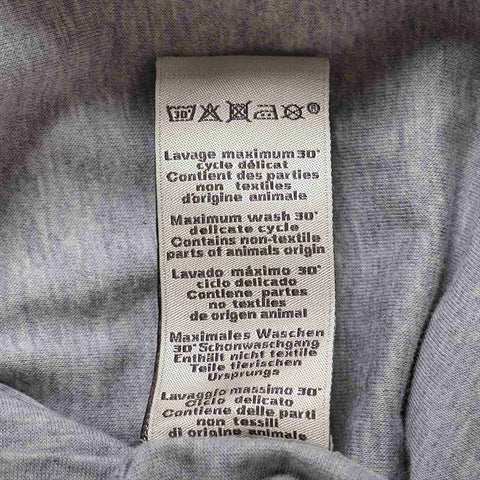 30° ®
Lavage maximum 30°
cycle délicat
Contient des parties
non textiles
d'origine animale
Maximum wash 30°
delicate cycle
Contains non-textile
parts of animals origin
Lavado máximo 30°
ciclo delicado
Contiene partes
no textiles
de origen animal
Maximales Waschen
30° Schonwaschgang
Enthält nicht textile
Teile tierischen
Ursprungs
Lavaggio massimo 30°
Ciclo delicato
Contiene delle parti
non tessili
di origine animale